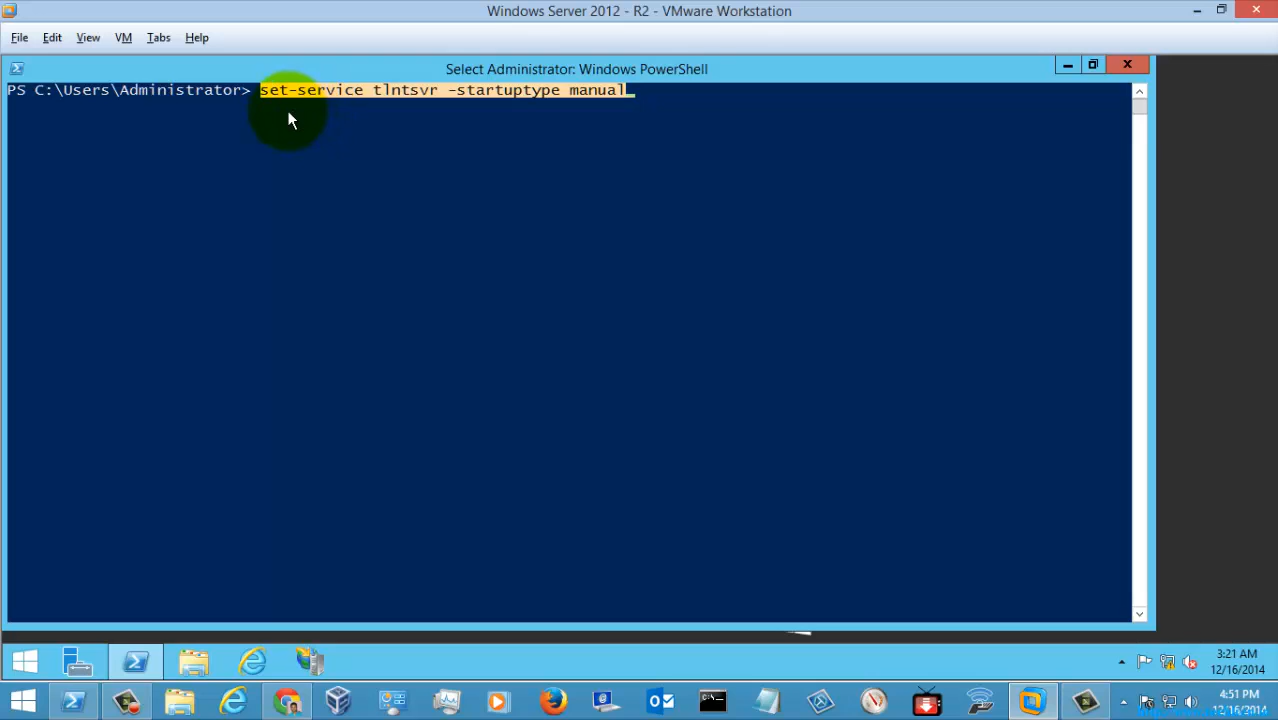 Windows Server 2012 - R2 - VMware Workstation
File Edit View VM Tabs Help
Select Administrator: Windows PowerShell
PS C:\Users\Administrator> set-service tlntsvr -startuptype manual_
3:21 AM
12/16/2014
4:51 PM
12/16/2014